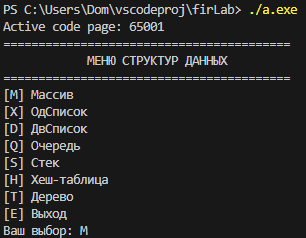 PS C:\Users\Dom\vscodeproj\firLab> ./a.exe
Active code page: 65001
========================================
МЕНЮ СТРУКТУР ДАННЫХ
========================================
[M] Массив
[X] ОдСписок
[D] ДвСписок
[Q] Очередь
[S] Стек
[H] Хеш-таблица
[T] Дерево
[E] Выход
Ваш выбор: M